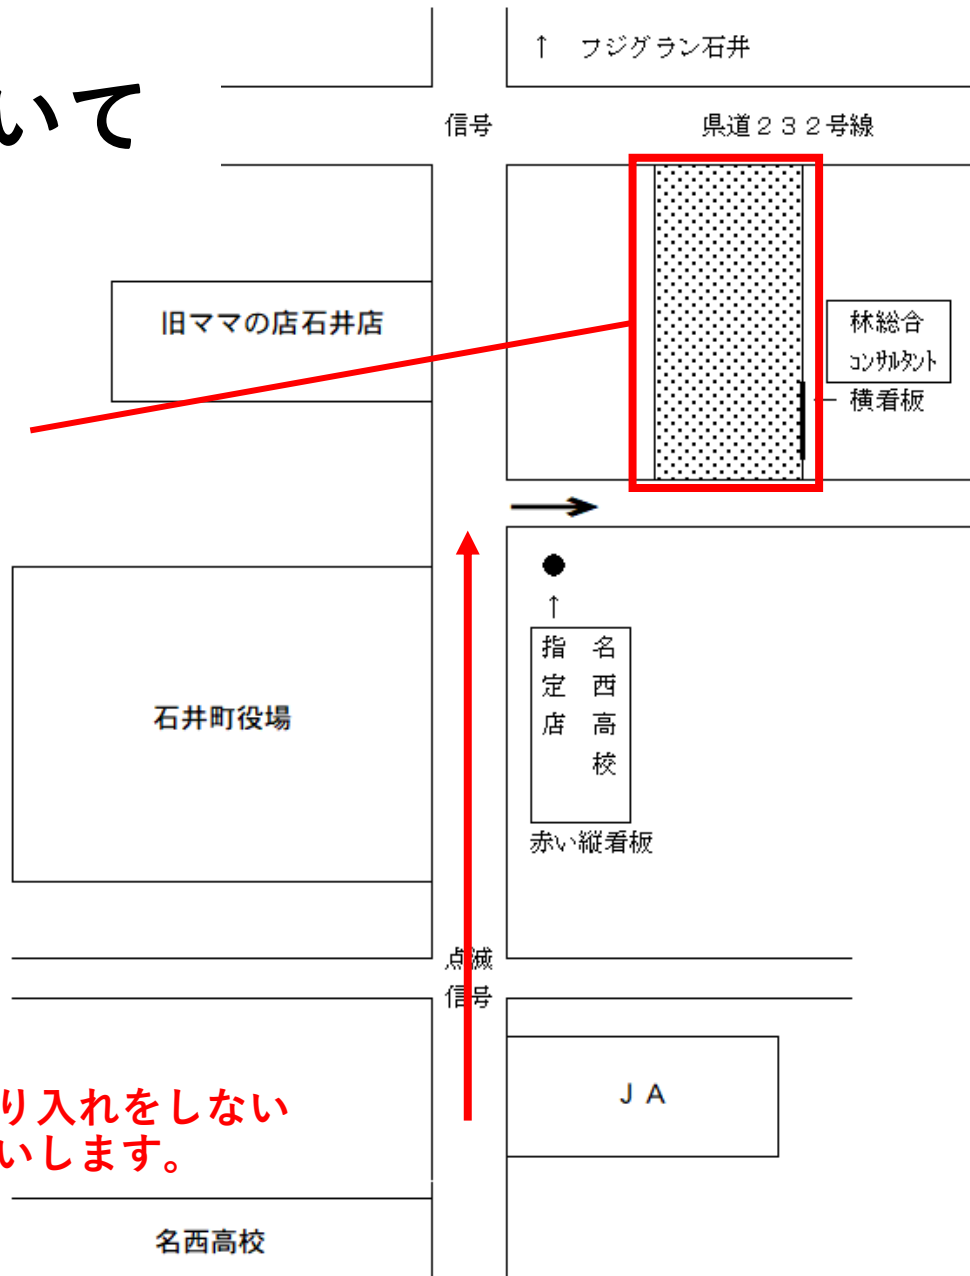 ↑ フジグラン石井
いて
信号
県道232号線
旧ママの店石井店
林総合
コンサルタント
横看板
↑
名西高校
指定店
石井町役場
赤い縦看板
点滅
信号
JA
り入れをしない
いします。
名西高校